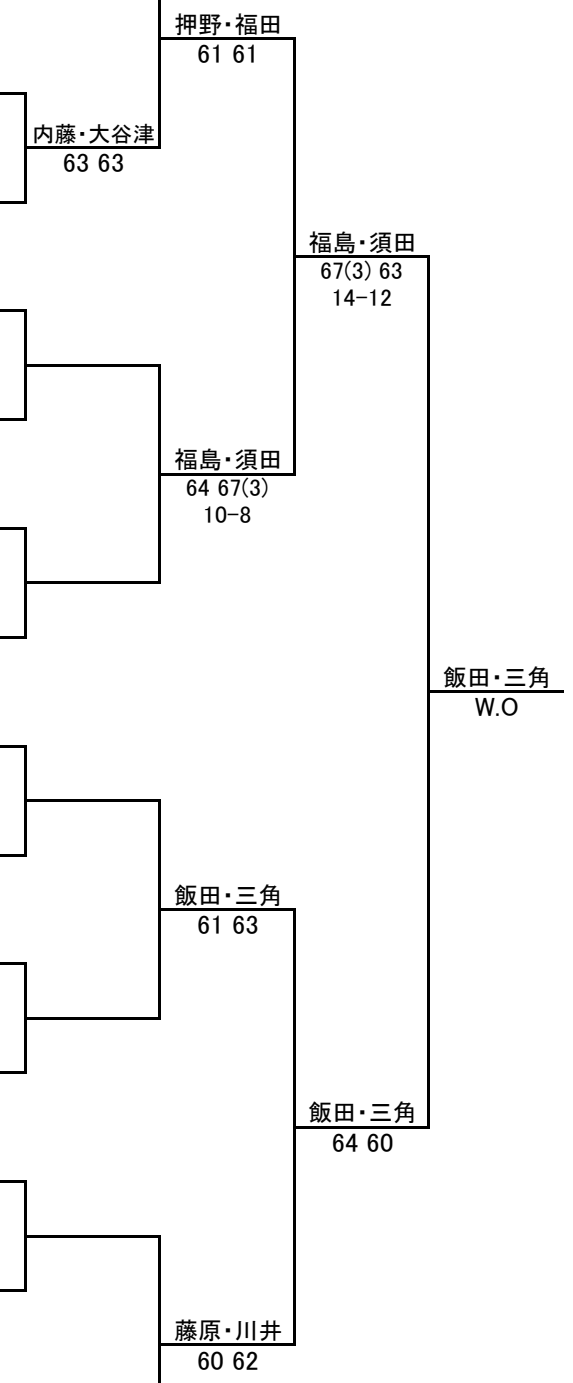 押野・福田
61 61
内藤・大谷津
63 63
福島・須田
67(3) 63
14-12
福島・須田
64 67(3)
10-8
飯田・三角
W.O
飯田・三角
61 63
飯田・三角
64 60
藤原・川井
60 62